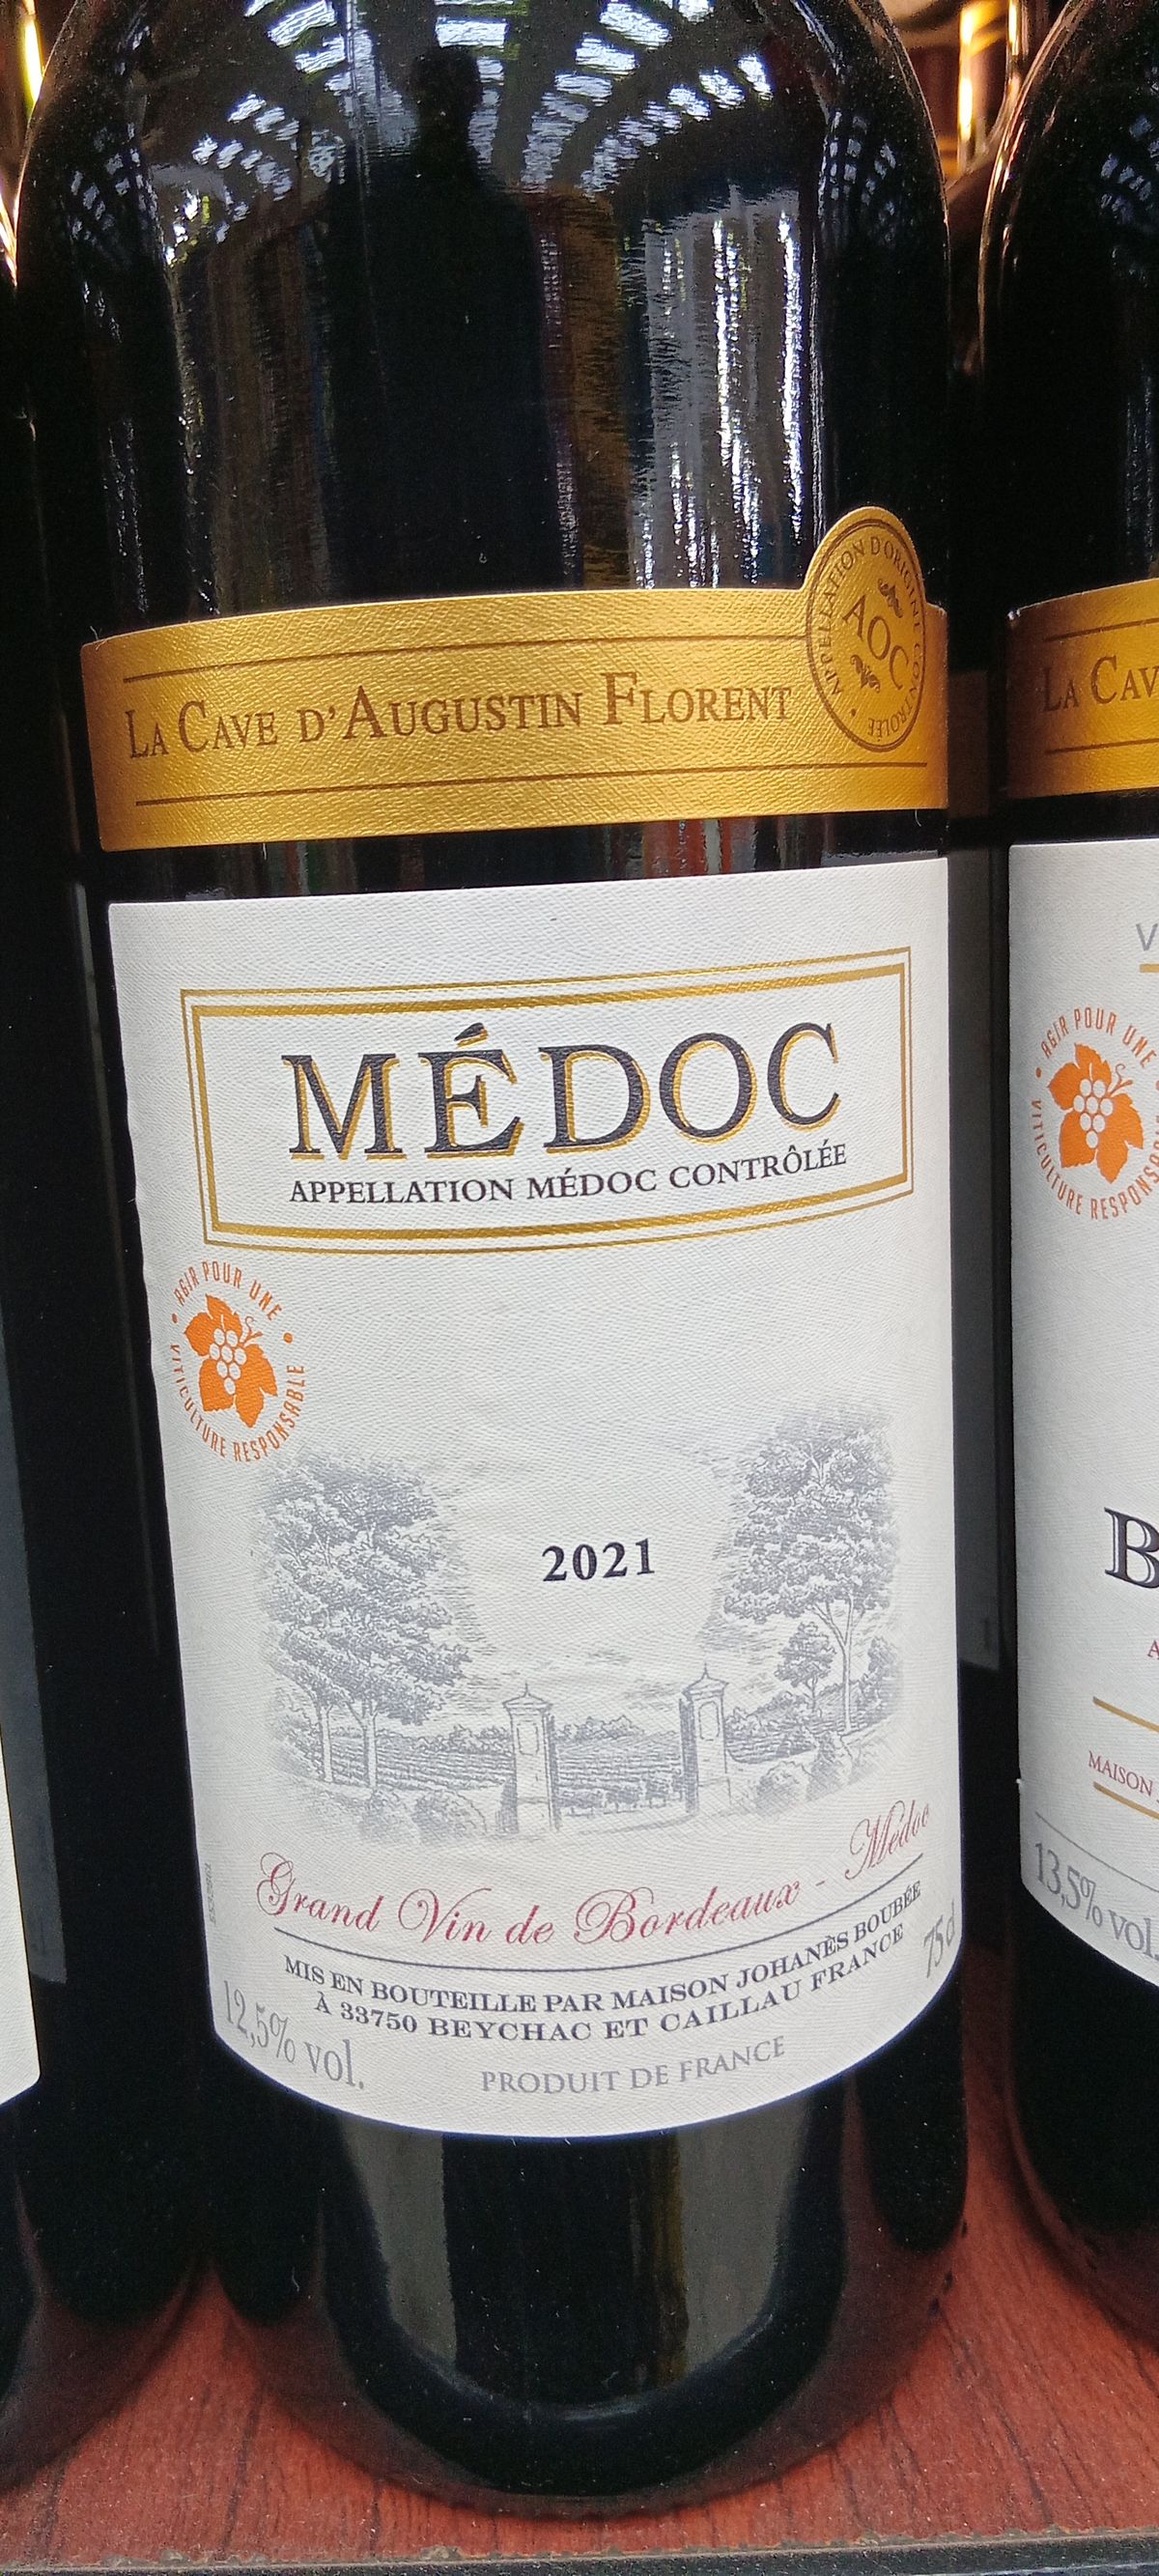 LA CAVE D'AUGUSTIN FLORENT
APPELLATION D'ORIGINE CONTRÔLÉE
AOC
MÉDOC
APPELLATION MÉDOC CONTRÔLÉE
AGIR POUR UNE
VITICULTURE RESPONSABLE
2021
Grand Vin de Bordeaux - Médoc
MIS EN BOUTEILLE PAR MAISON JOHANÈS BOUBÉE
À 33750 BEYCHAC ET CAILLAU FRANCE
12,5% vol.
75cl
PRODUIT DE FRANCE
LA CAV
V
AGIR POUR UNE
VITICULTURE RESPONSABLE
B
A
MAISON
13,5% vol.